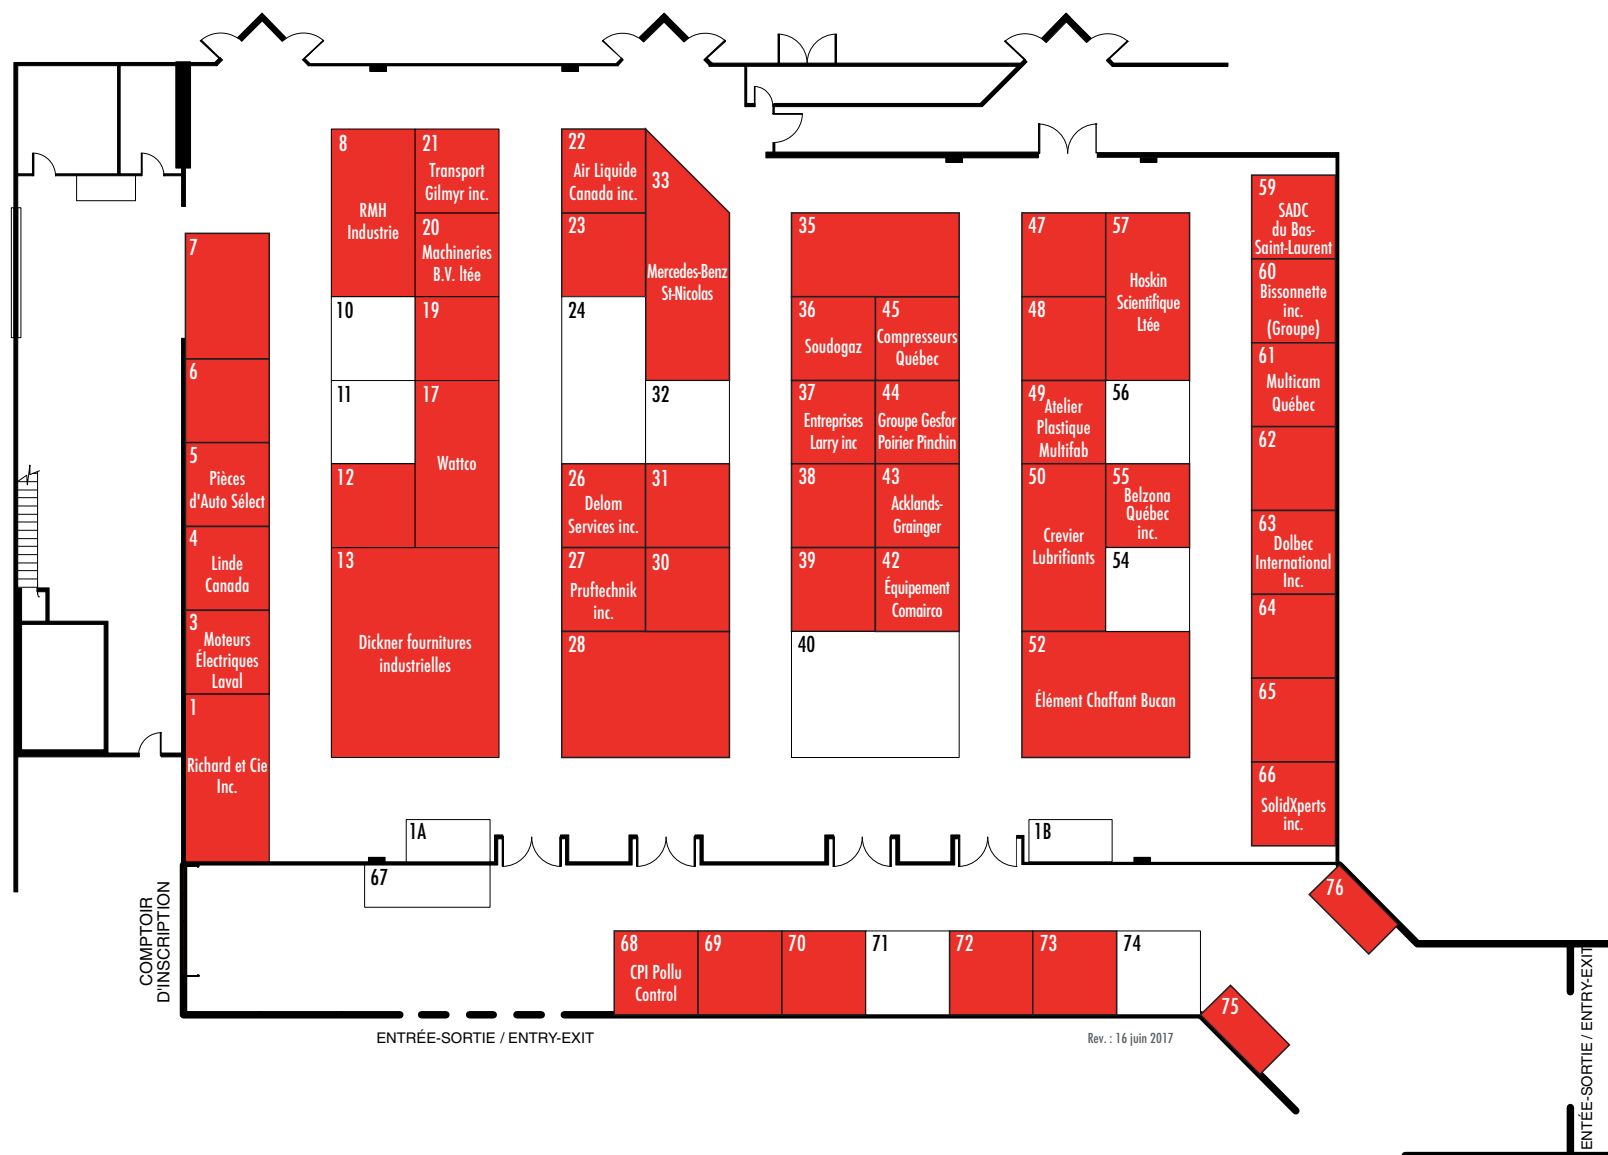 7
6
5
Pièces
d'Auto Sélect
4
Linde
Canada
3
Moteurs
Électriques
Laval
1
Richard et Cie
Inc.
8
RMH
Industrie
21
Transport
Gilmyr inc.
20
Machineries
B.V. ltée
10
19
11
17
Wattco
12
13
Dickner fournitures
industrielles
22
Air Liquide
Canada inc.
33
Mercedes-Benz
St-Nicolas
23
24
32
26
Delom
Services inc.
31
27
Pruftechnik
inc.
30
28
35
36
Soudogaz
45
Compresseurs
Québec
37
Entreprises
Larry inc
44
Groupe Gesfor
Poirier Pinchin
38
43
Acklands-
Grainger
39
42
Équipement
Comairco
40
47
57
Hoskin
Scientifique
Ltée
48
49
Atelier
Plastique
Multifab
56
50
Crevier
Lubrifiants
55
Belzona
Québec
inc.
54
52
Élément Chaffant Bucan
59
SADC
du Bas-
Saint-Laurent
60
Bissonnette
inc.
(Groupe)
61
Multicam
Québec
62
63
Dolbec
International
Inc.
64
65
66
SolidXperts
inc.
1A
1B
67
76
COMPTOIR
D'INSCRIPTION
68
CPI Pollu
Control
69
70
71
72
73
74
75
ENTRÉE-SORTIE / ENTRY-EXIT
Rev. : 16 juin 2017
ENTÉE-SORTIE / ENTRY-EXIT